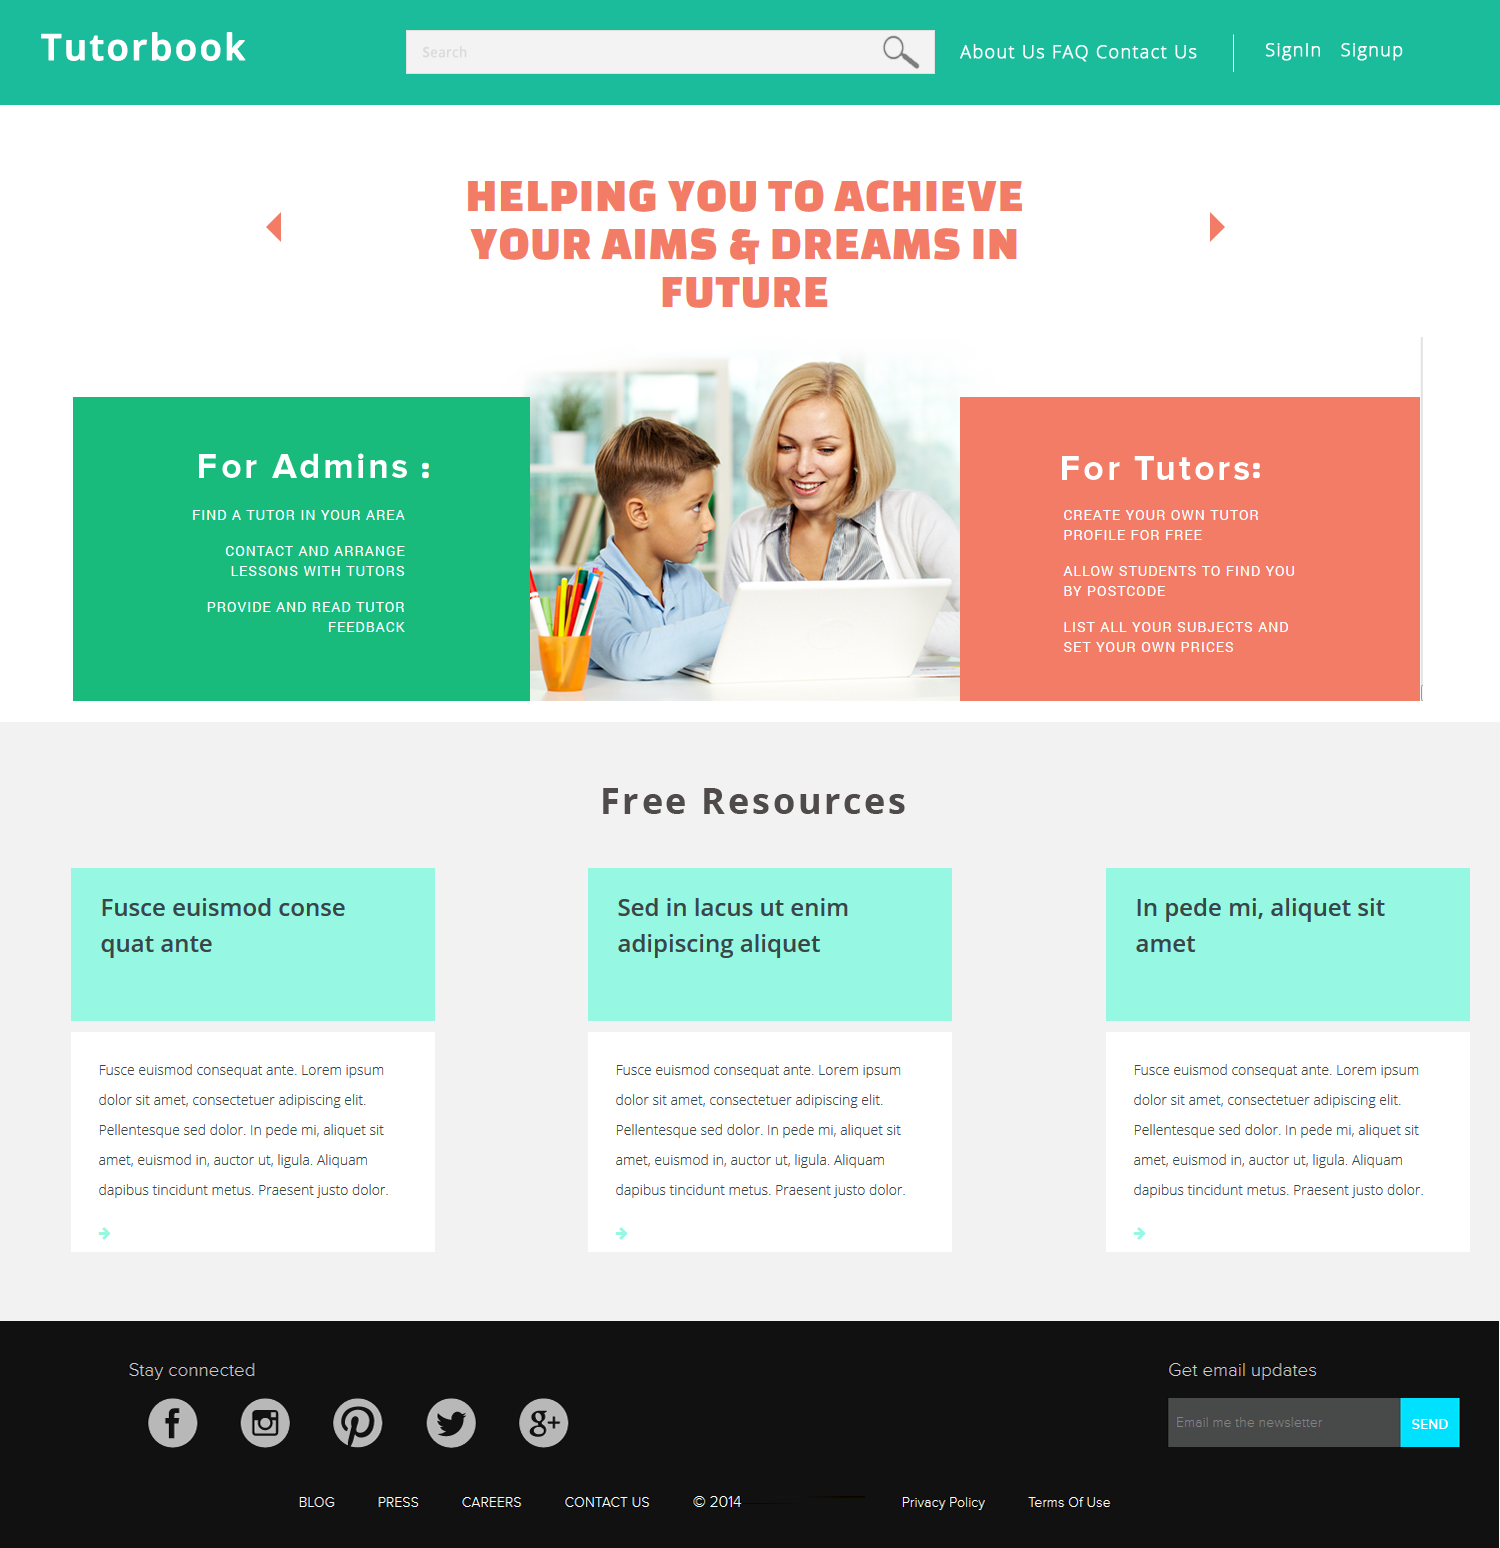 Tutorbook
Search
About Us FAQ Contact Us
SignIn Signup
HELPING YOU TO ACHIEVE
YOUR AIMS & DREAMS IN
FUTURE
For Admins :
FIND A TUTOR IN YOUR AREA
CONTACT AND ARRANGE
LESSONS WITH TUTORS
PROVIDE AND READ TUTOR
FEEDBACK
For Tutors:
CREATE YOUR OWN TUTOR
PROFILE FOR FREE
ALLOW STUDENTS TO FIND YOU
BY POSTCODE
LIST ALL YOUR SUBJECTS AND
SET YOUR OWN PRICES
Free Resources
Fusce euismod conse
quat ante
Fusce euismod consequat ante. Lorem ipsum
dolor sit amet, consectetuer adipiscing elit.
Pellentesque sed dolor. In pede mi, aliquet sit
amet, euismod in, auctor ut, ligula. Aliquam
dapibus tincidunt metus. Praesent justo dolor.
Sed in lacus ut enim
adipiscing aliquet
Fusce euismod consequat ante. Lorem ipsum
dolor sit amet, consectetuer adipiscing elit.
Pellentesque sed dolor. In pede mi, aliquet sit
amet, euismod in, auctor ut, ligula. Aliquam
dapibus tincidunt metus. Praesent justo dolor.
In pede mi, aliquet sit
amet
Fusce euismod consequat ante. Lorem ipsum
dolor sit amet, consectetuer adipiscing elit.
Pellentesque sed dolor. In pede mi, aliquet sit
amet, euismod in, auctor ut, ligula. Aliquam
dapibus tincidunt metus. Praesent justo dolor.
Stay connected
Get email updates
Email me the newsletter
SEND
BLOG PRESS CAREERS CONTACT US © 2014 Privacy Policy Terms Of Use